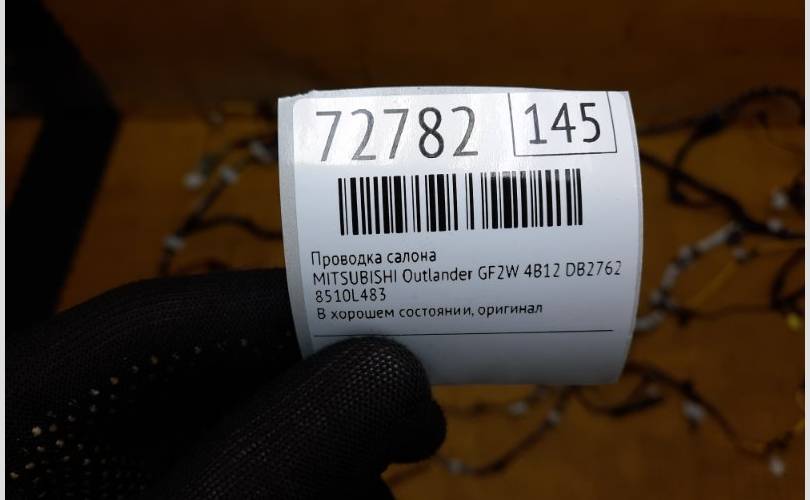 72782 145
Проводка салона
MITSUBISHI Outlander GF2W 4B12 DB2762
8510L483
В хорошем состоянии, оригинал